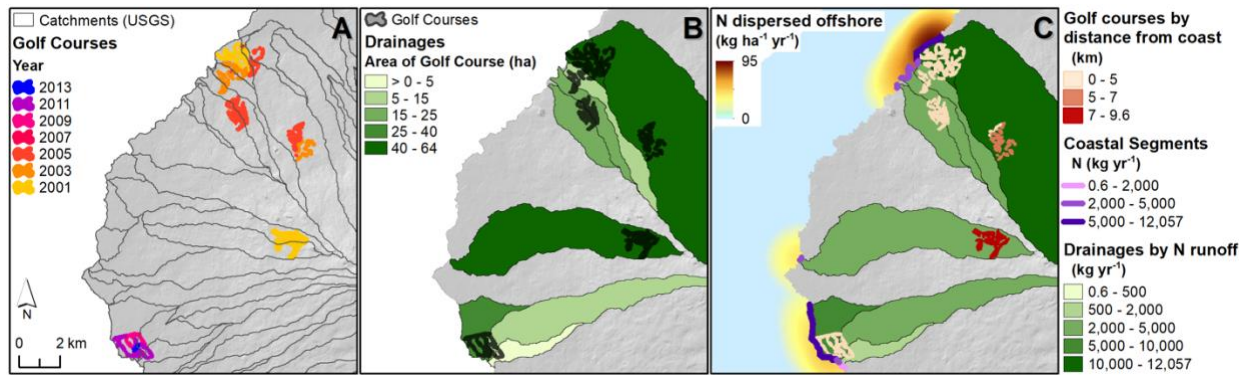 Catchments (USGS)
A
Golf Courses
Year
2013
2011
2009
2007
2005
2003
2001
N
0 2 km
Golf Courses
B
Drainages
Area of Golf Course (ha)
> 0 - 5
5 - 15
15 - 25
25 - 40
40 - 64
N dispersed offshore
(kg ha⁻¹ yr⁻¹)
95
0
C
Golf courses by
distance from coast
(km)
0 - 5
5 - 7
7 - 9.6
Coastal Segments
N (kg yr⁻¹)
0.6 - 2,000
2,000 - 5,000
5,000 - 12,057
Drainages by N runoff
(kg yr⁻¹)
0.6 - 500
500 - 2,000
2,000 - 5,000
5,000 - 10,000
10,000 - 12,057